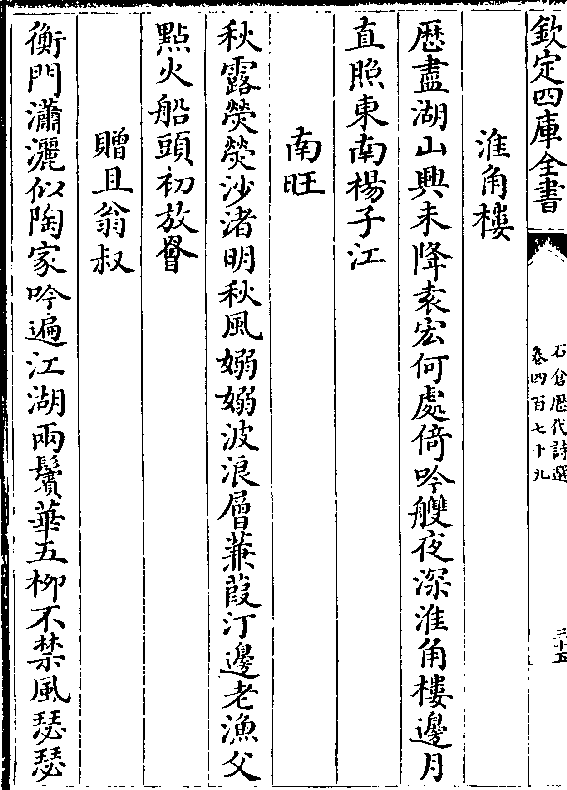 欽定四庫全書
石倉歴代詩選
卷四百七十九
三十五
淮角樓
歴盡湖山興未降袁宏何處倚吟艭夜深淮角樓邊月
直照東南楊子江
南旺
秋露熒熒沙渚明秋風嫋嫋波浪層蒹葭汀邊老漁父
點火船頭初放罾
贈且翁叔
衡門瀟灑似陶家吟遍江湖兩鬢華五柳不禁風瑟瑟